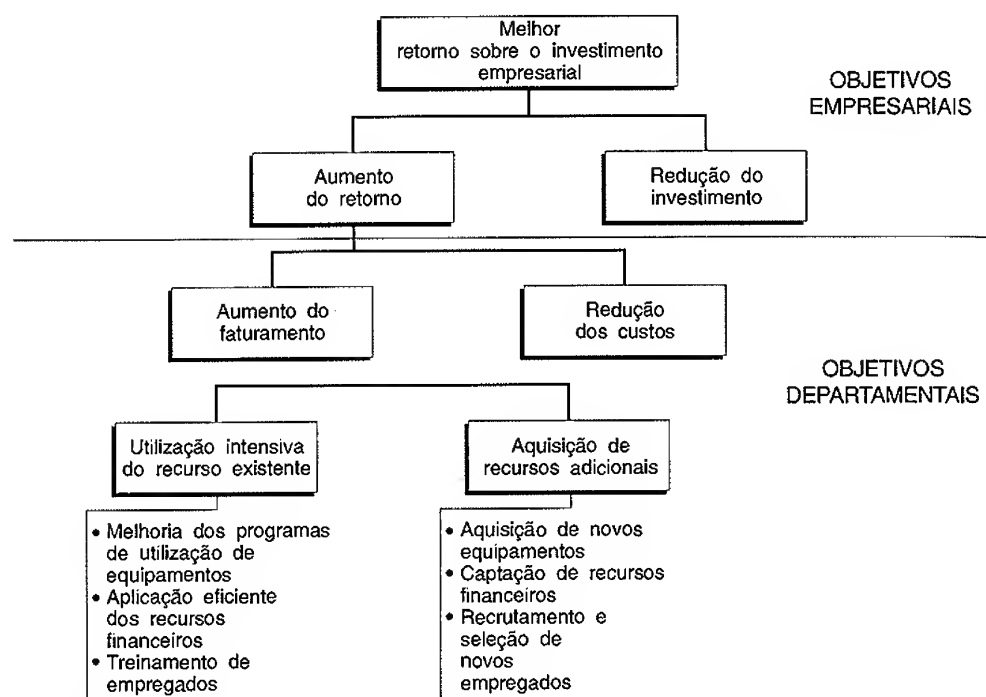 Melhor
retorno sobre o investimento
empresarial
OBJETIVOS
EMPRESARIAIS
Aumento
do retorno
Redução do
investimento
Aumento do
faturamento
Redução
dos custos
OBJETIVOS
DEPARTAMENTAIS
Utilização intensiva
do recurso existente
Aquisição de
recursos adicionais
• Melhoria dos programas
de utilização de
equipamentos
• Aplicação eficiente
dos recursos
financeiros
• Treinamento de
empregados
• Aquisição de novos
equipamentos
• Captação de recursos
financeiros
• Recrutamento e
seleção de
novos
empregados